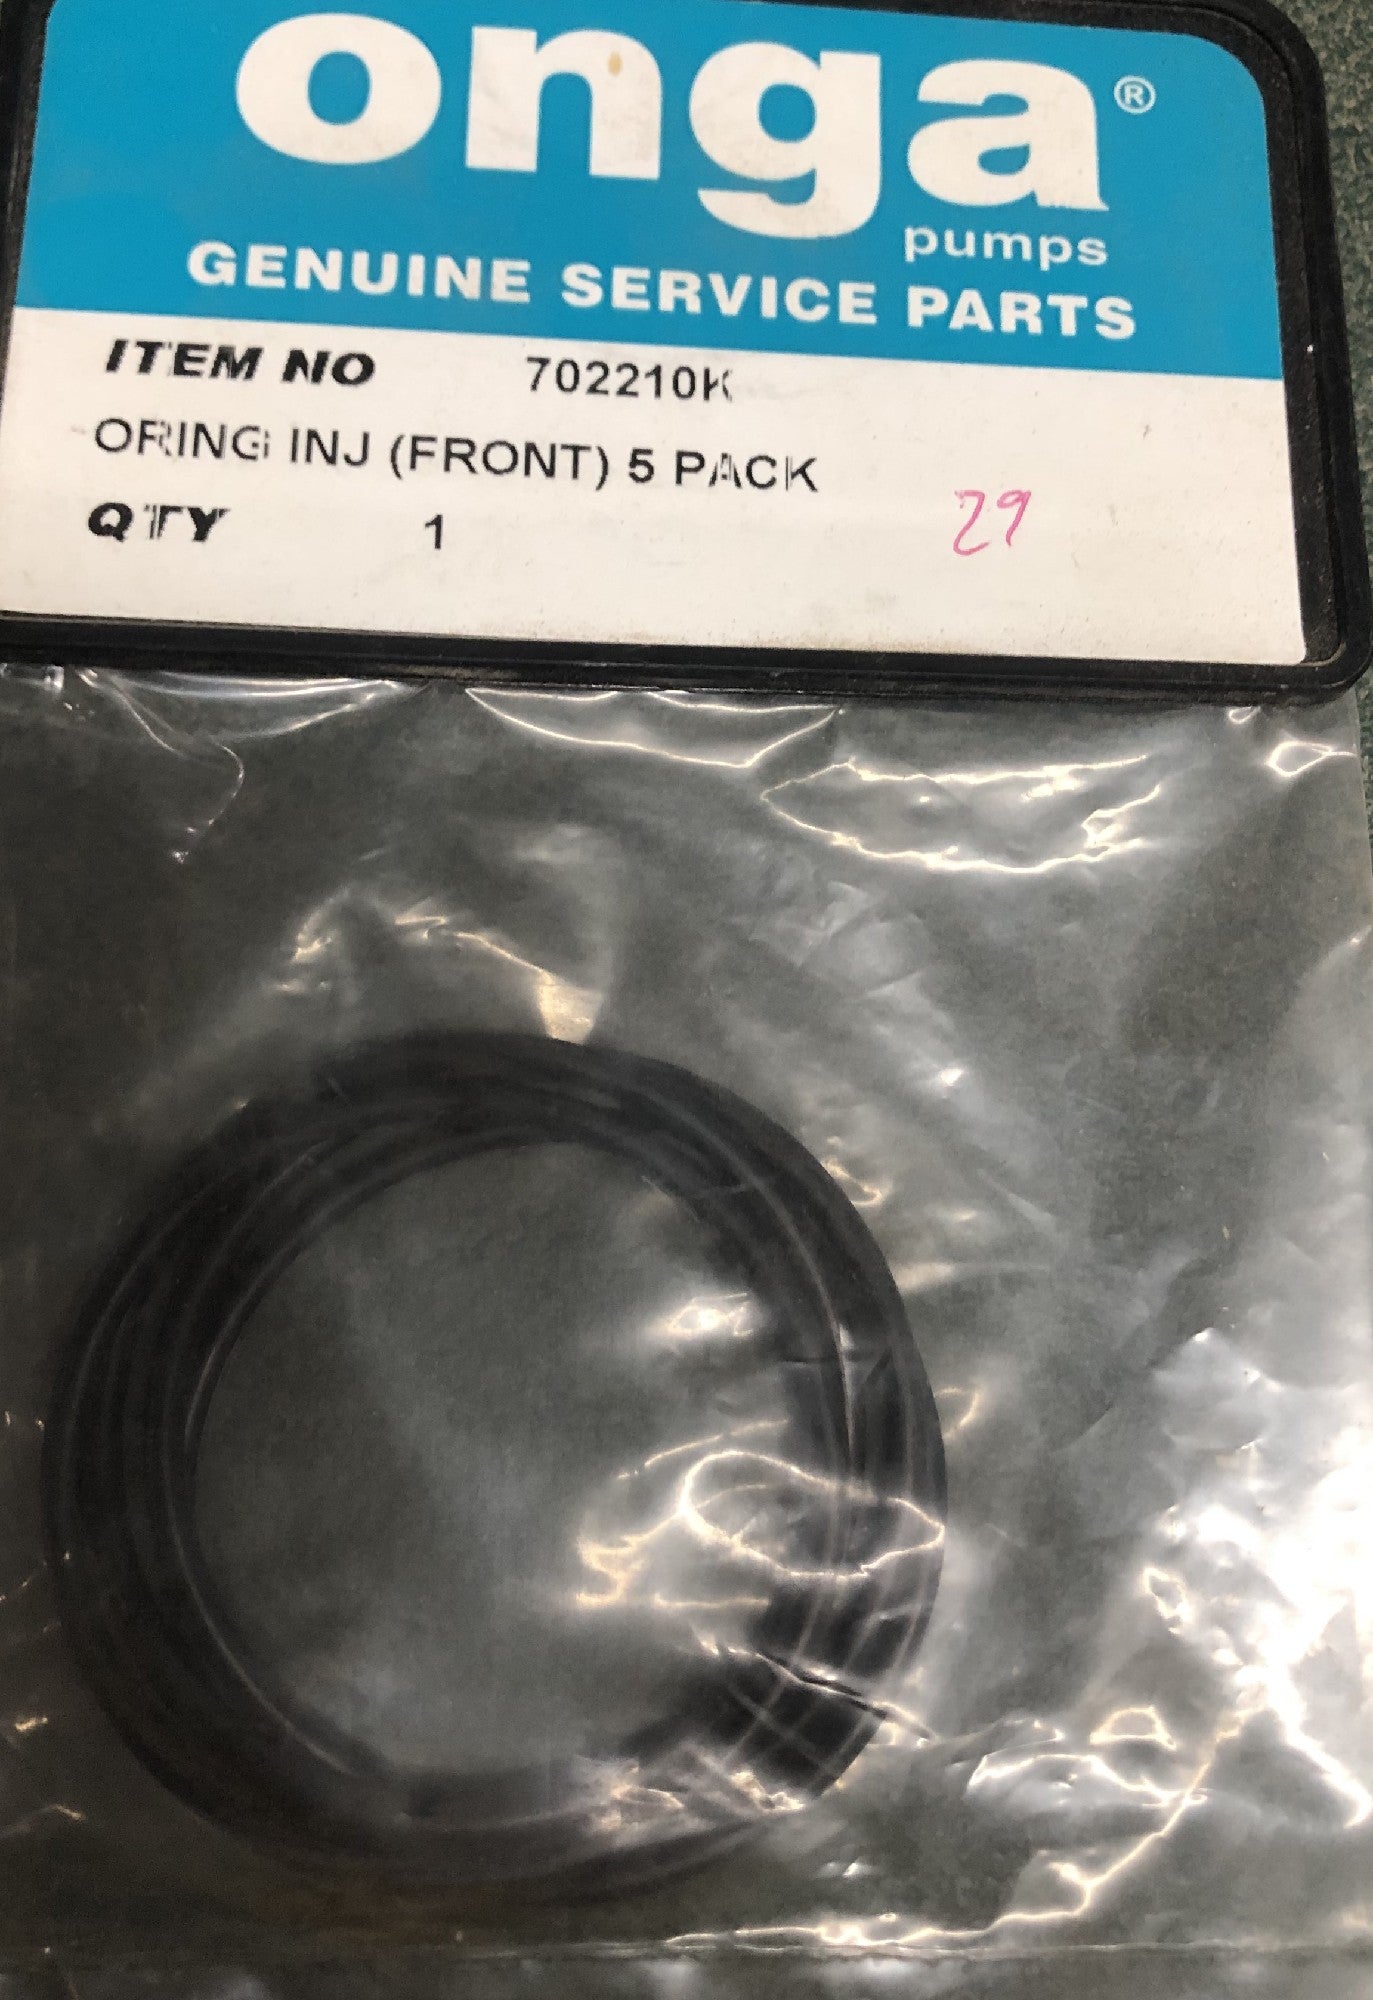 onga®
pumps
GENUINE SERVICE PARTS
ITEM NO 702210K
ORING INJ (FRONT) 5 PACK
QTY 1
29